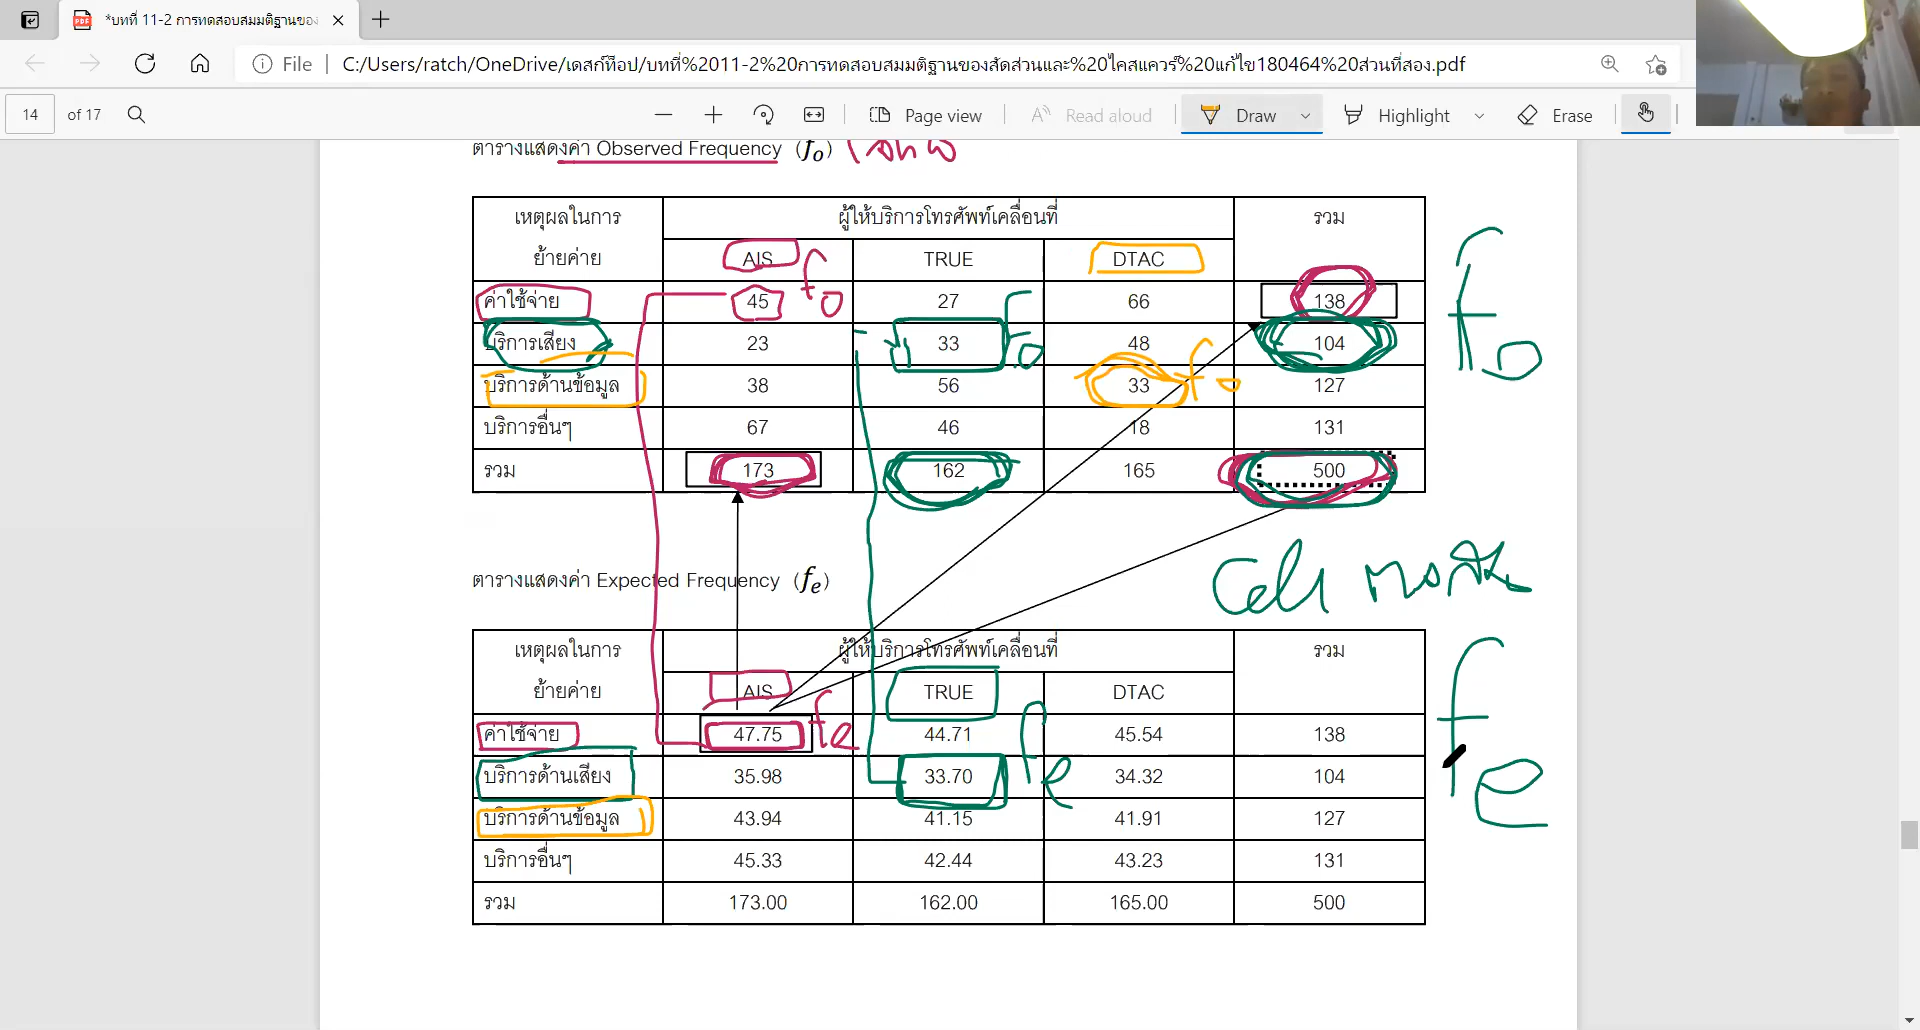 *บทที่ 11-2 การทดสอบสมมติฐานของ
File
C:/Users/ratch/OneDrive/เดสก์ท็อป/บทที่%2011-2%20การทดสอบสมมติฐานของสัดส่วนและ%20ไคสแควร์%20แก้ไข180464%20ส่วนที่สอง.pdf
14 of 17
Page view
Read aloud
Draw
Highlight
Erase
ตารางแสดงค่า Observed Frequency (fo)
เหตุผลในการ ผู้ให้บริการโทรศัพท์เคลื่อนที่ รวม
ย้ายค่าย AIS TRUE DTAC
fo
ค่าใช้จ่าย 45 fo 27 66 138
บริการเสียง 23 33 fo 48 104
บริการด้านข้อมูล 38 56 33 fo 127
บริการอื่นๆ 67 46 18 131
รวม 173 162 165 500
ตารางแสดงค่า Expected Frequency (fe)
เหตุผลในการ ผู้ให้บริการโทรศัพท์เคลื่อนที่ รวม
ย้ายค่าย AIS TRUE DTAC
fe
ค่าใช้จ่าย 47.75 fe 44.71 45.54 138
บริการด้านเสียง 35.98 33.70 fe 34.32 104
บริการด้านข้อมูล 43.94 41.15 41.91 127
บริการอื่นๆ 45.33 42.44 43.23 131
รวม 173.00 162.00 165.00 500